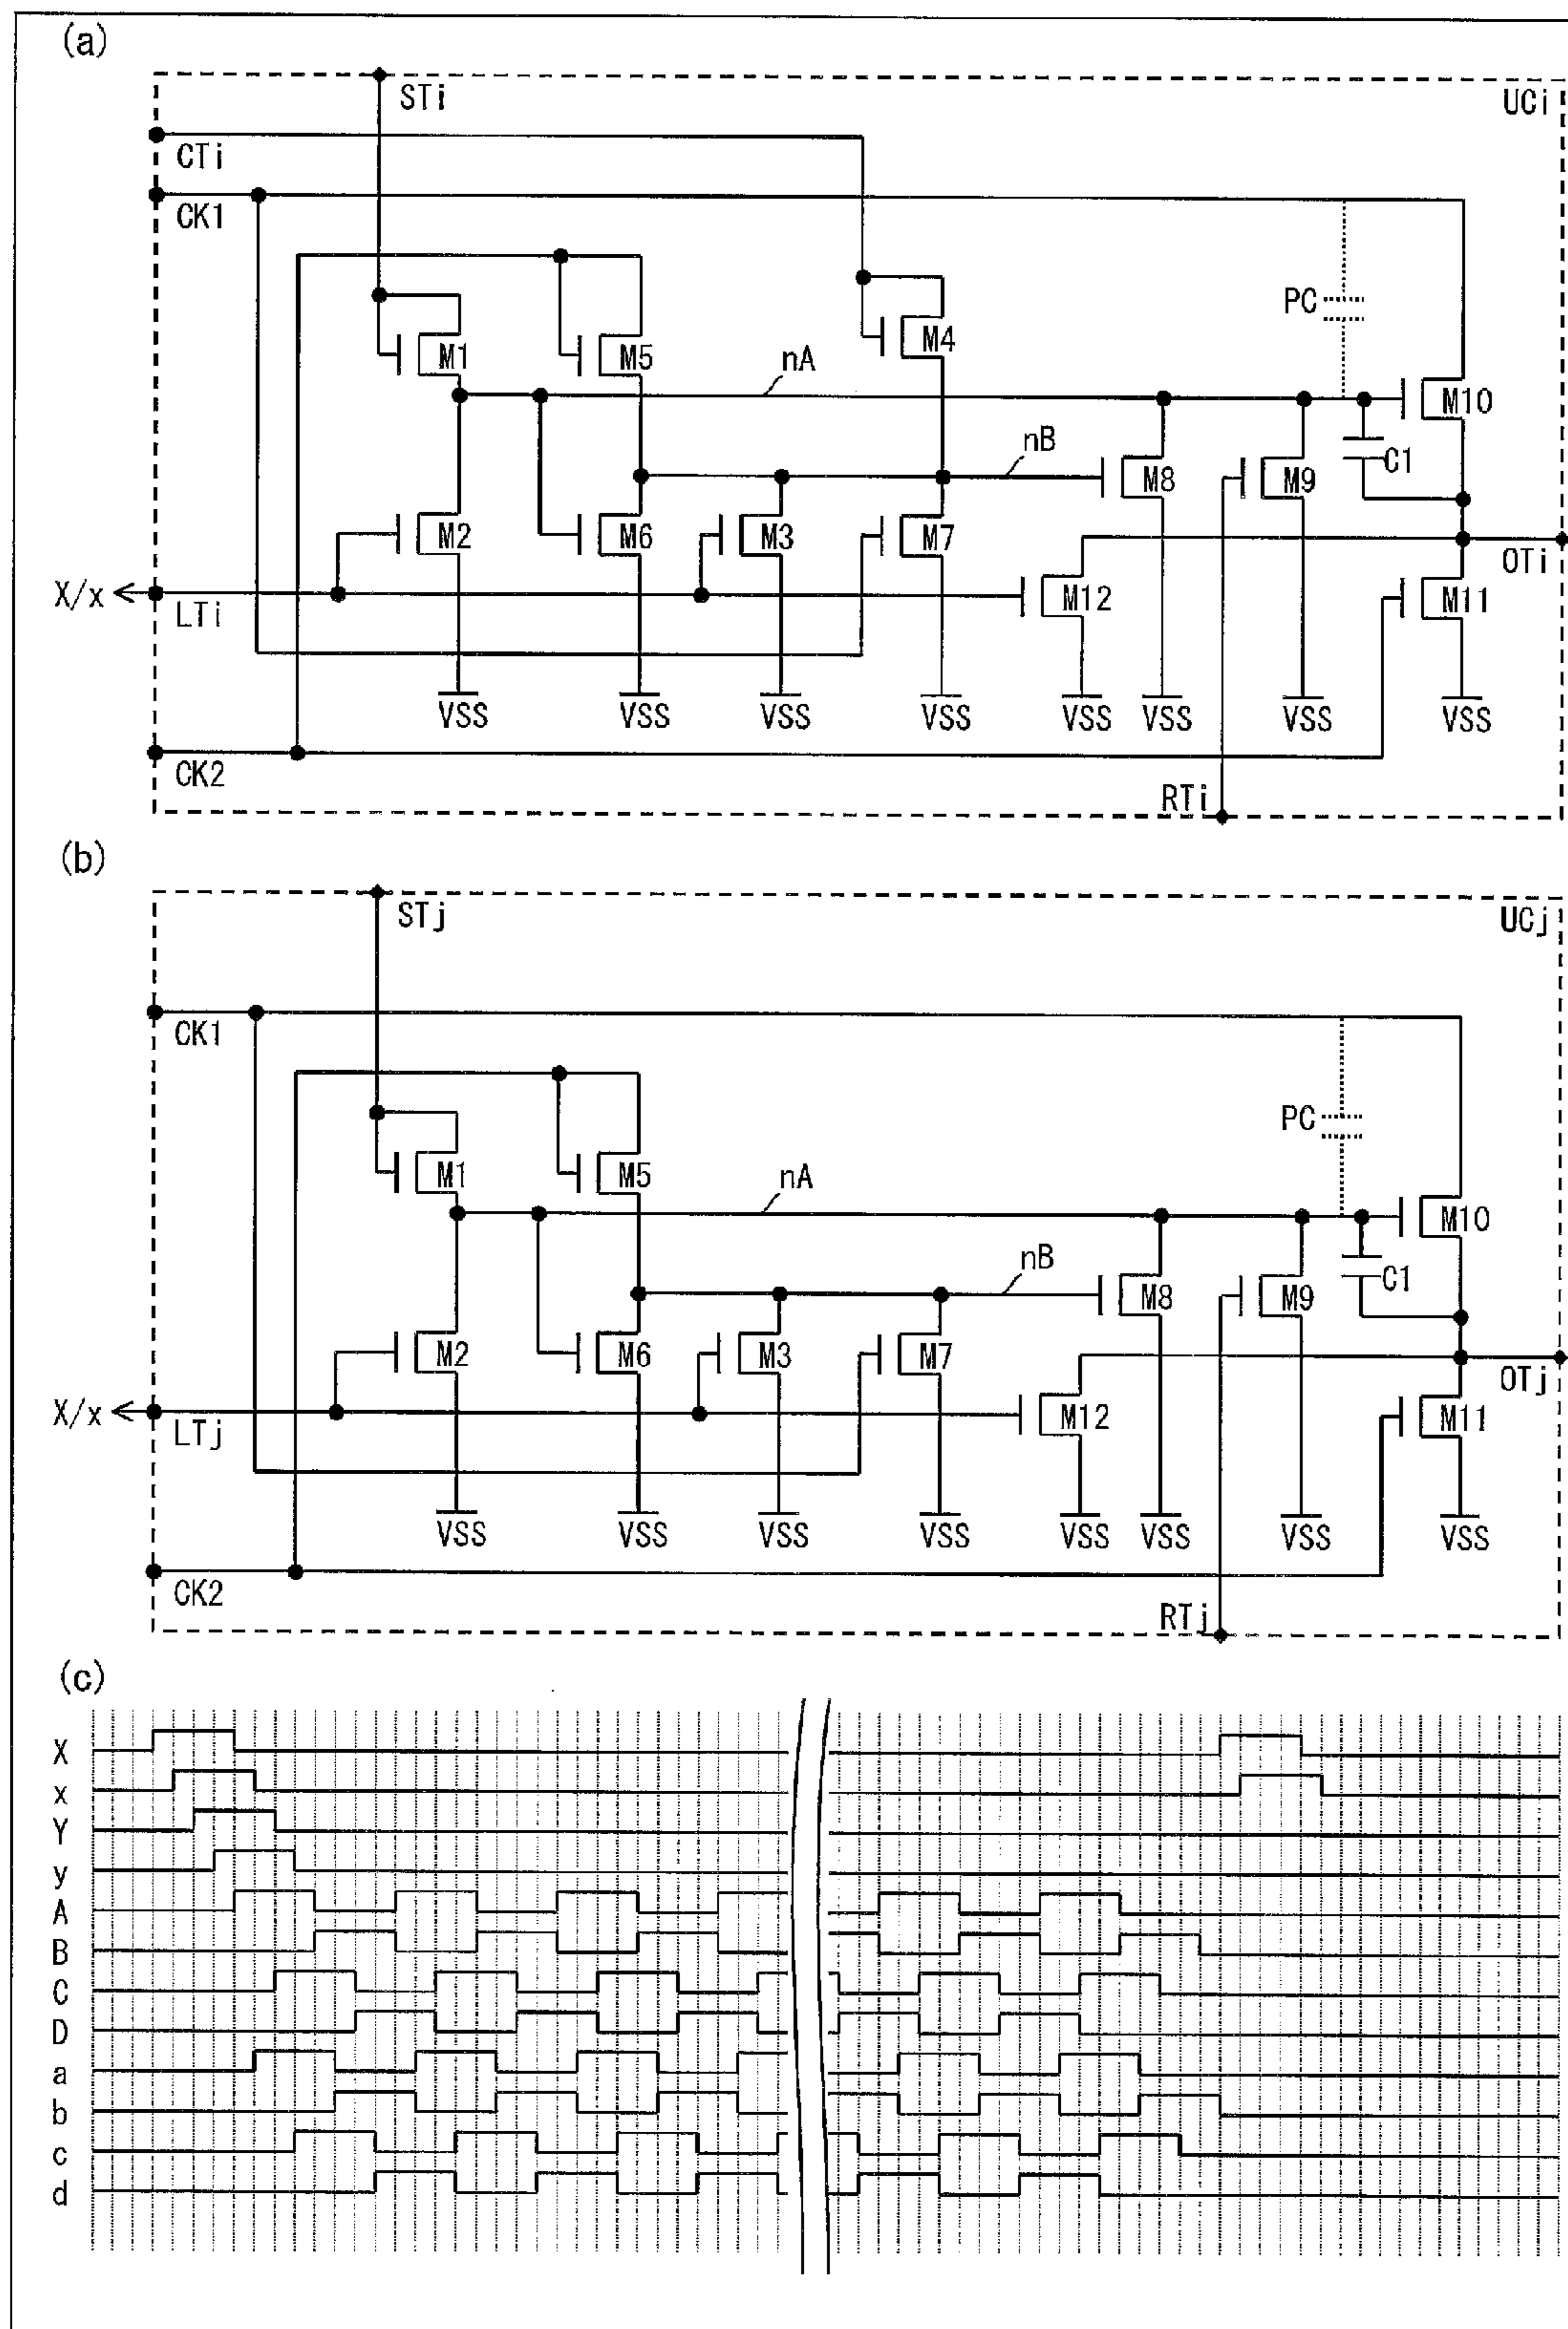 (a)
STi
UCi
CTi
CK1
PC
M1
M5
M4
nA
M10
nB
M8
M9
C1
M2
M6
M3
M7
OTi
X/x
LTi
M12
M11
VSS
VSS
VSS
VSS
VSS
VSS
VSS
VSS
CK2
RTi
(b)
STj
UCj
CK1
PC
M1
M5
nA
M10
nB
M8
M9
C1
M2
M6
M3
M7
OTj
X/x
LTj
M12
M11
VSS
VSS
VSS
VSS
VSS
VSS
VSS
VSS
CK2
RTj
(c)
X
x
Y
y
A
B
C
D
a
b
c
d